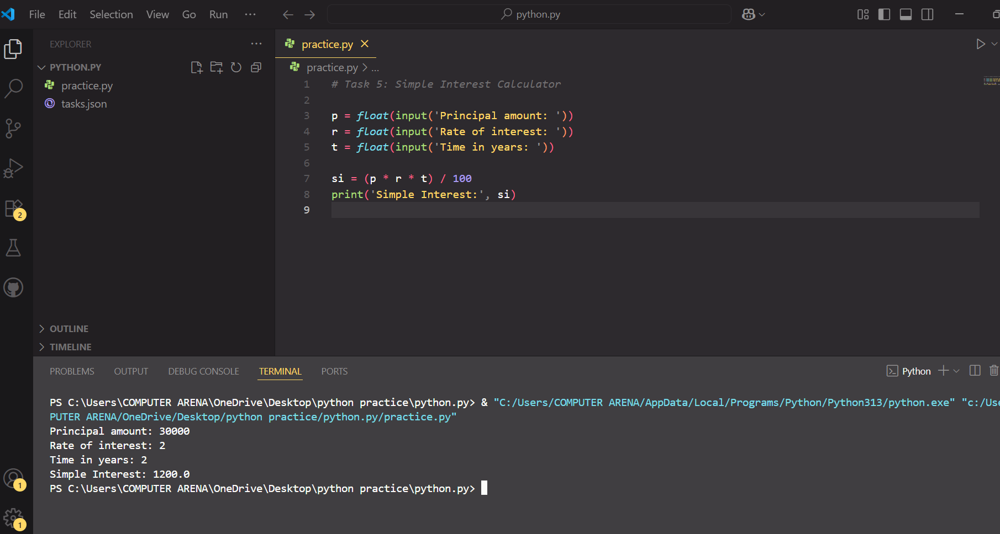 File Edit Selection View Go Run ··· python.py
EXPLORER ···
PYTHON.PY
practice.py
tasks.json
OUTLINE
TIMELINE
2
1
1
practice.py
practice.py > ...
1 # Task 5: Simple Interest Calculator
2
3 p = float(input('Principal amount: '))
4 r = float(input('Rate of interest: '))
5 t = float(input('Time in years: '))
6
7 si = (p * r * t) / 100
8 print('Simple Interest:', si)
9
PROBLEMS OUTPUT DEBUG CONSOLE TERMINAL PORTS Python
PS C:\Users\COMPUTER ARENA\OneDrive\Desktop\python practice\python.py> & "C:/Users/COMPUTER ARENA/AppData/Local/Programs/Python/Python313/python.exe" "c:/Use
PUTER ARENA/OneDrive/Desktop/python practice/python.py/practice.py"
Principal amount: 30000
Rate of interest: 2
Time in years: 2
Simple Interest: 1200.0
PS C:\Users\COMPUTER ARENA\OneDrive\Desktop\python practice\python.py>